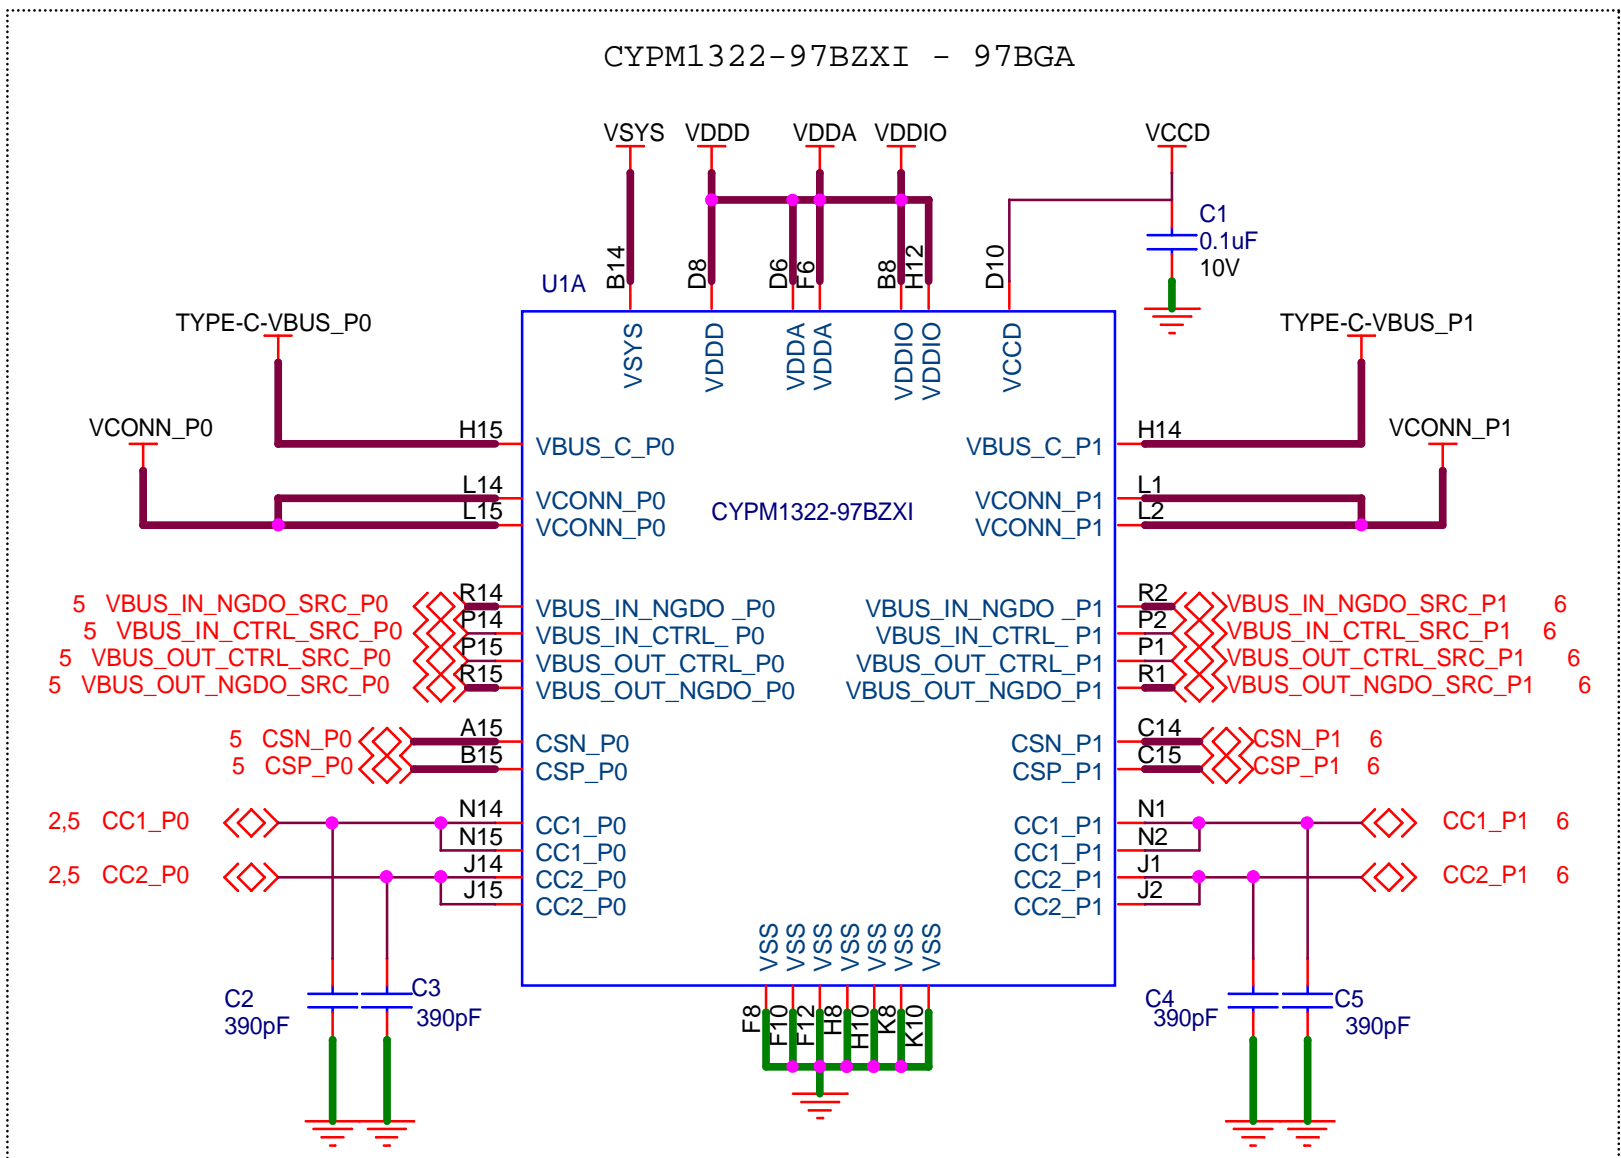 CYPM1322-97BZXI - 97BGA
VSYS VDDD VDDA VDDIO VCCD
C1
0.1uF
10V
B14 D8 D6 F6 B8 H12 D10
U1A
VSYS VDDD VDDA VDDA VDDIO VDDIO VCCD
TYPE-C-VBUS_P0 TYPE-C-VBUS_P1
VCONN_P0 VCONN_P1
H15 VBUS_C_P0 VBUS_C_P1 H14
L14 VCONN_P0 VCONN_P1 L1
L15 VCONN_P0 VCONN_P1 L2
CYPM1322-97BZXI
5 VBUS_IN_NGDO_SRC_P0 R14 VBUS_IN_NGDO _P0 VBUS_IN_NGDO _P1 R2 VBUS_IN_NGDO_SRC_P1 6
5 VBUS_IN_CTRL_SRC_P0 P14 VBUS_IN_CTRL_ P0 VBUS_IN_CTRL _P1 P2 VBUS_IN_CTRL_SRC_P1 6
5 VBUS_OUT_CTRL_SRC_P0 P15 VBUS_OUT_CTRL_P0 VBUS_OUT_CTRL_P1 P1 VBUS_OUT_CTRL_SRC_P1 6
5 VBUS_OUT_NGDO_SRC_P0 R15 VBUS_OUT_NGDO_P0 VBUS_OUT_NGDO_P1 R1 VBUS_OUT_NGDO_SRC_P1 6
5 CSN_P0 A15 CSN_P0 CSN_P1 C14 CSN_P1 6
5 CSP_P0 B15 CSP_P0 CSP_P1 C15 CSP_P1 6
2,5 CC1_P0 N14 CC1_P0 CC1_P1 N1 CC1_P1 6
N15 CC1_P0 CC1_P1 N2
2,5 CC2_P0 J14 CC2_P0 CC2_P1 J1 CC2_P1 6
J15 CC2_P0 CC2_P1 J2
VSS VSS VSS VSS VSS VSS VSS
F8 F10 F12 H8 H10 K8 K10
C2 C3 C4 C5
390pF 390pF 390pF 390pF